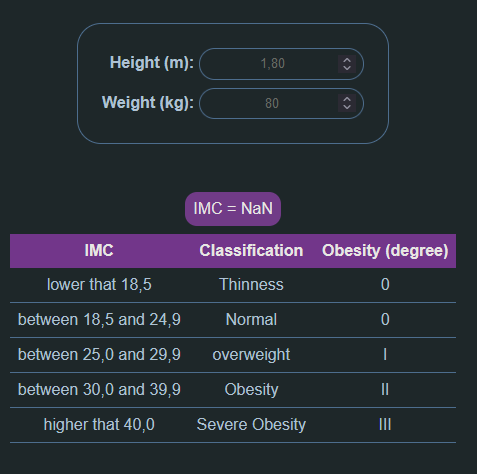 Height (m): 1,80
Weight (kg): 80
IMC = NaN
IMC Classification Obesity (degree)
lower that 18,5 Thinness 0
between 18,5 and 24,9 Normal 0
between 25,0 and 29,9 overweight I
between 30,0 and 39,9 Obesity II
higher that 40,0 Severe Obesity III